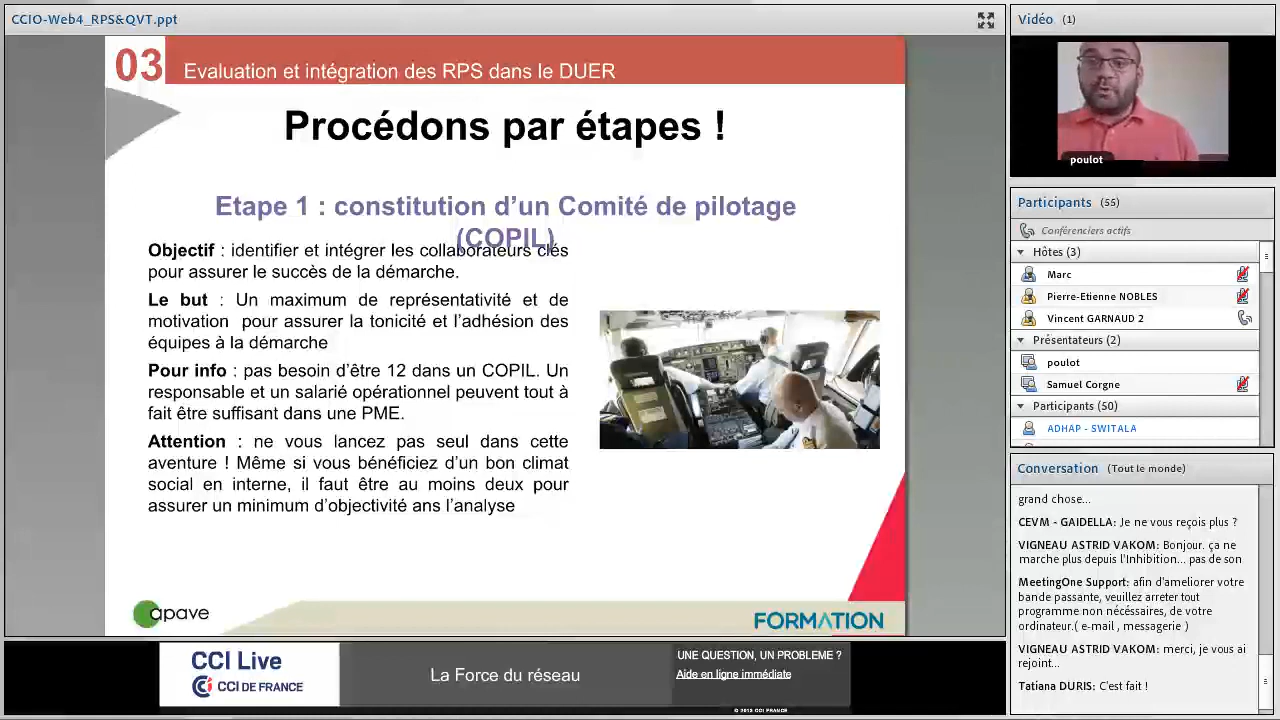 CCIO-Web4_RPS&QVT.ppt
03
Evaluation et intégration des RPS dans le DUER
Procédons par étapes !
Etape 1 : constitution d'un Comité de pilotage
(COPIL)
Objectif : identifier et intégrer les collaborateurs clés
pour assurer le succès de la démarche.
Le but : Un maximum de représentativité et de
motivation pour assurer la tonicité et l'adhésion des
équipes à la démarche
Pour info : pas besoin d'être 12 dans un COPIL. Un
responsable et un salarié opérationnel peuvent tout à
fait être suffisant dans une PME.
Attention : ne vous lancez pas seul dans cette
aventure ! Même si vous bénéficiez d'un bon climat
social en interne, il faut être au moins deux pour
assurer un minimum d'objectivité ans l'analyse
apave
FORMATION
CCI Live
CCI DE FRANCE
La Force du réseau
UNE QUESTION, UN PROBLEME ?
Aide en ligne immédiate
© 2013 CCI FRANCE
Vidéo (1)
poulot
Participants (55)
Conférenciers actifs
Hôtes (3)
Marc
Pierre-Etienne NOBLES
Vincent GARNAUD 2
Présentateurs (2)
poulot
Samuel Corgne
Participants (50)
ADHAP - SWITALA
Conversation (Tout le monde)
grand chose...
CEVM - GAIDELLA: Je ne vous reçois plus ?
VIGNEAU ASTRID VAKOM: Bonjour. ça ne
marche plus depuis l'Inhibition... pas de son
MeetingOne Support: afin d'ameliorer votre
bande passante, veuillez arreter tout
programme non nécéssaires, de votre
ordinateur.( e-mail , messagerie )
VIGNEAU ASTRID VAKOM: merci, je vous ai
rejoint...
Tatiana DURIS: C'est fait !